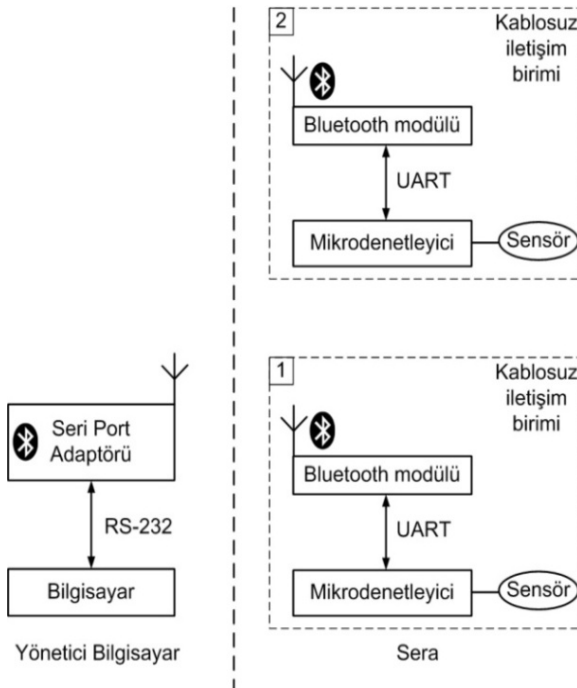 2
Kablosuz
iletişim
birimi
Bluetooth modülü
UART
Mikrodenetleyici
Sensör
1
Kablosuz
iletişim
birimi
Bluetooth modülü
UART
Mikrodenetleyici
Sensör
Seri Port
Adaptörü
RS-232
Bilgisayar
Yönetici Bilgisayar
Sera